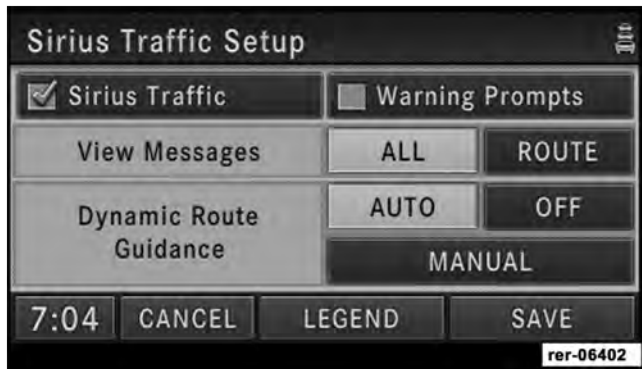 Sirius Traffic Setup
Sirius Traffic
Warning Prompts
View Messages
ALL
ROUTE
Dynamic Route
Guidance
AUTO
OFF
MANUAL
7:04
CANCEL
LEGEND
SAVE
rer-06402